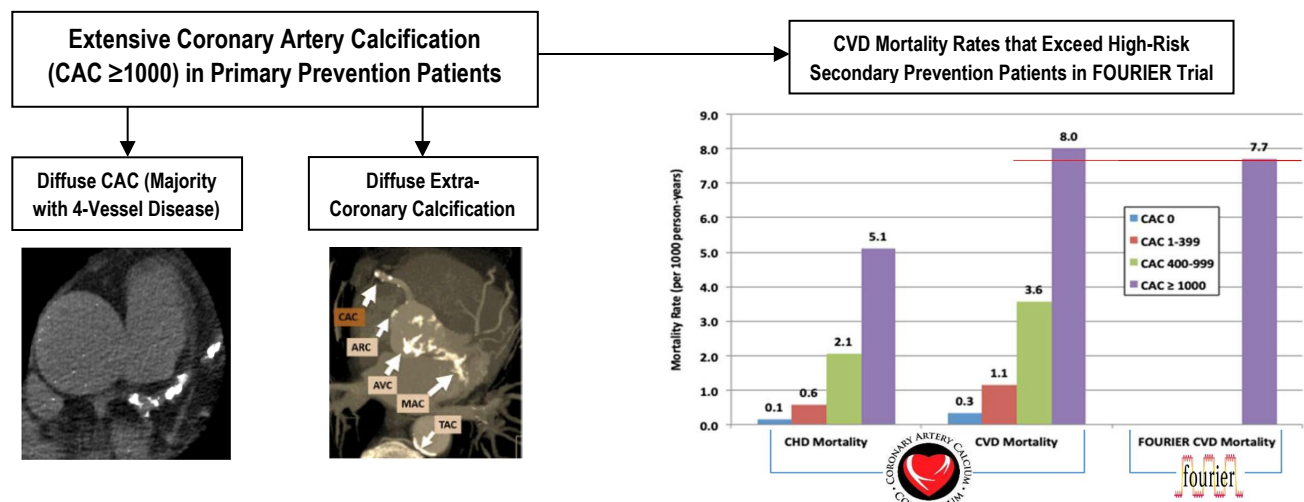 Extensive Coronary Artery Calcification
(CAC ≥1000) in Primary Prevention Patients
CVD Mortality Rates that Exceed High-Risk
Secondary Prevention Patients in FOURIER Trial
Diffuse CAC (Majority
with 4-Vessel Disease)
Diffuse Extra-
Coronary Calcification
CAC
ARC
AVC
MAC
TAC
Mortality Rate (per 1000 person-years)
9.0
8.0
7.0
6.0
5.0
4.0
3.0
2.0
1.0
0.0
0.1
0.6
2.1
5.1
0.3
1.1
3.6
8.0
7.7
CAC 0
CAC 1-399
CAC 400-999
CAC ≥ 1000
CHD Mortality
CVD Mortality
FOURIER CVD Mortality
CORONARY ARTERY CALCIUM
fourier